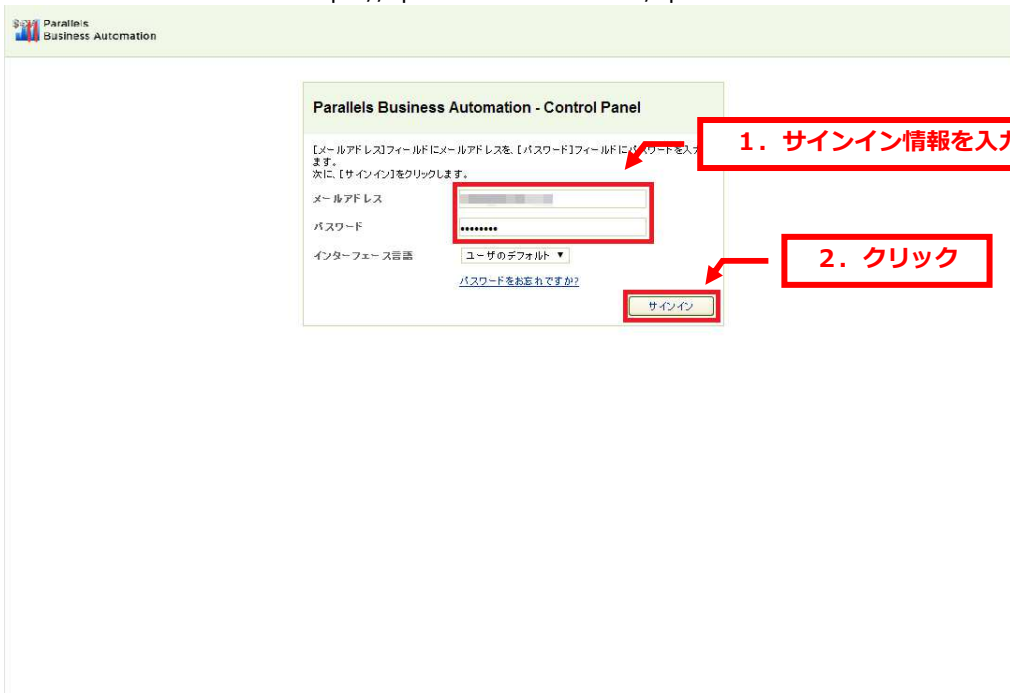 Parallels
Business Automation
Parallels Business Automation - Control Panel
[メールアドレス]フィールドにメールアドレスを、[パスワード]フィールドにパスワードを入
ます。
次に、[サインイン]をクリックします。
1．サインイン情報を入
メールアドレス
パスワード
••••••••
インターフェース言語
ユーザのデフォルト ▼
2．クリック
パスワードをお忘れですか?
サインイン